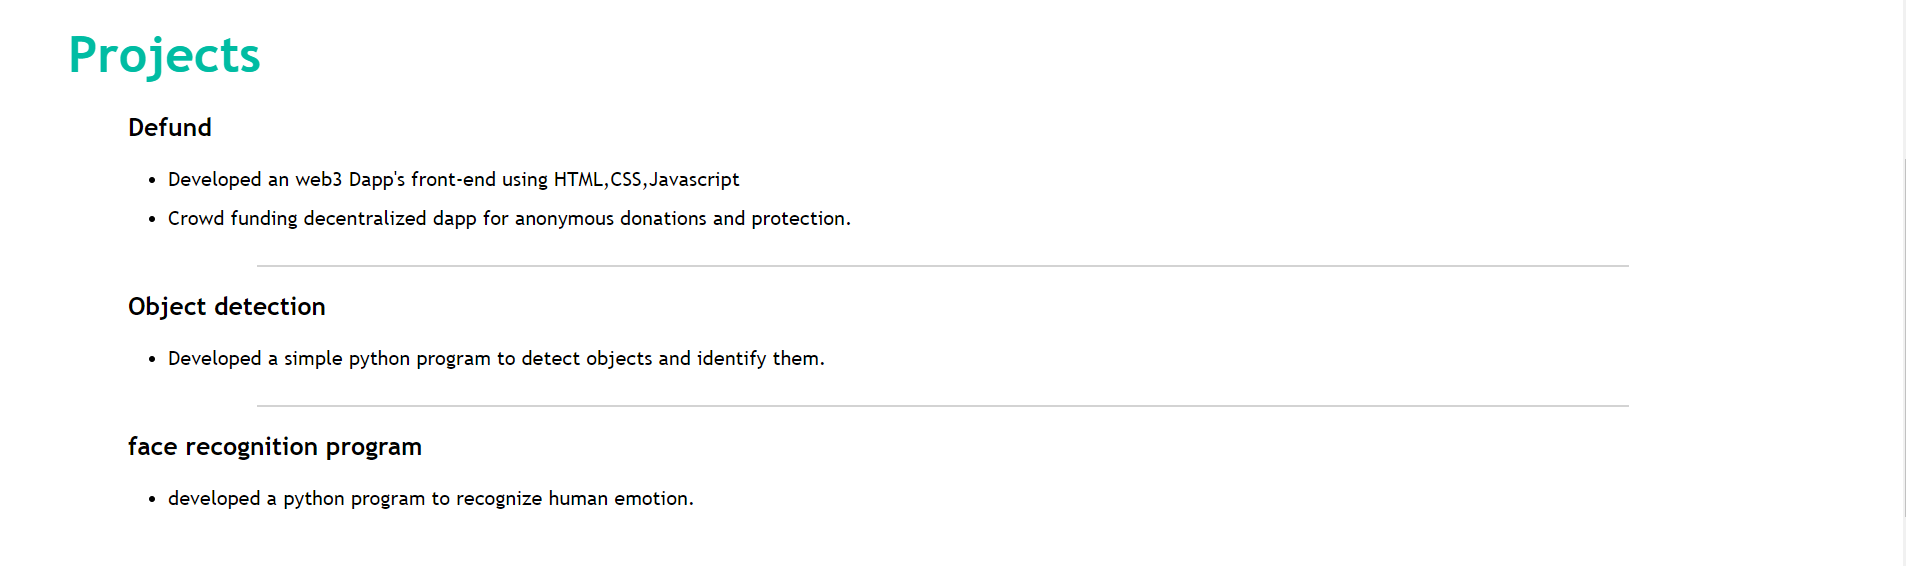 Projects
Defund
• Developed an web3 Dapp's front-end using HTML,CSS,Javascript
• Crowd funding decentralized dapp for anonymous donations and protection.
Object detection
• Developed a simple python program to detect objects and identify them.
face recognition program
• developed a python program to recognize human emotion.